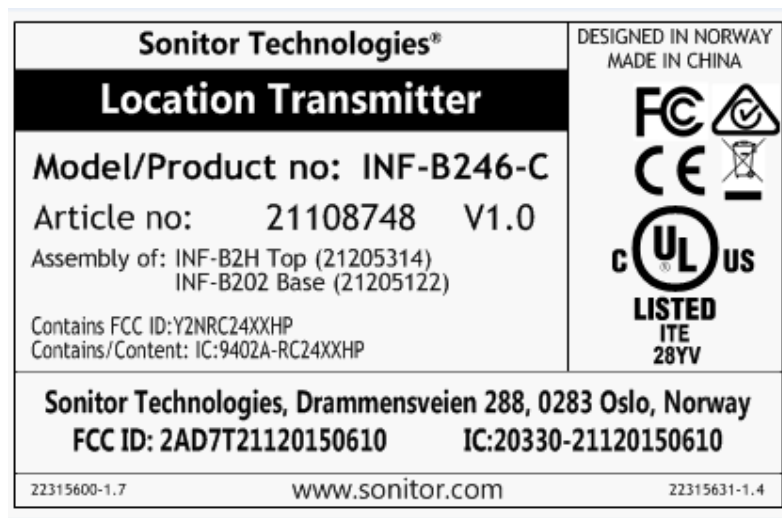 Sonitor Technologies®
Location Transmitter
Model/Product no: INF-B246-C
Article no: 21108748 V1.0
Assembly of: INF-B2H Top (21205314)
INF-B202 Base (21205122)
Contains FCC ID:Y2NRC24XXHP
Contains/Content: IC:9402A-RC24XXHP
DESIGNED IN NORWAY
MADE IN CHINA
FC
CE
C UL® US
LISTED
ITE
28YV
Sonitor Technologies, Drammensveien 288, 0283 Oslo, Norway
FCC ID: 2AD7T21120150610 IC:20330-21120150610
22315600-1.7 www.sonitor.com 22315631-1.4